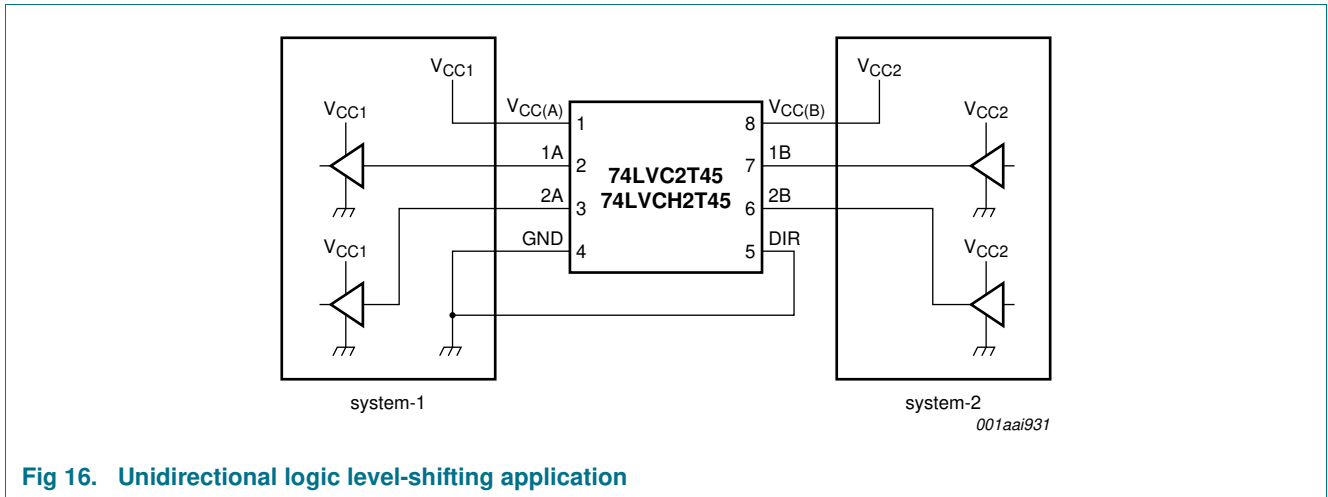 VCC1
VCC2
VCC1
VCC(A)
1
8
VCC(B)
VCC2
1A
2
7
1B
74LVC2T45
74LVCH2T45
2A
3
6
2B
VCC1
GND
4
5
DIR
VCC2
system-1
system-2
001aai931
Fig 16. Unidirectional logic level-shifting application